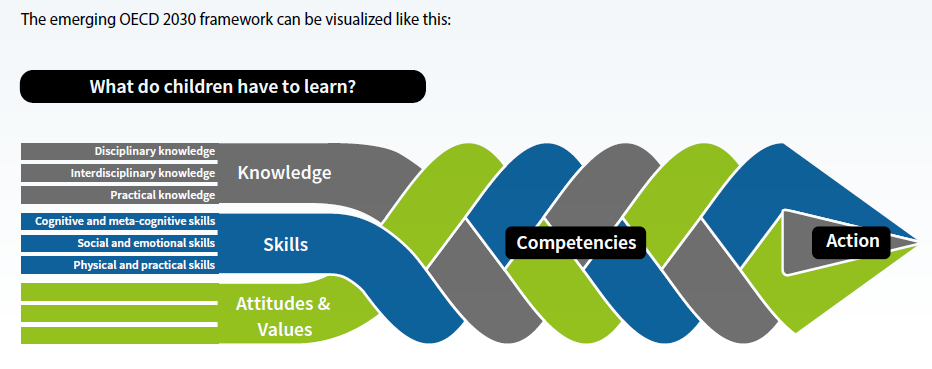 The emerging OECD 2030 framework can be visualized like this:
What do children have to learn?
Disciplinary knowledge
Interdisciplinary knowledge
Practical knowledge
Knowledge
Cognitive and meta-cognitive skills
Social and emotional skills
Physical and practical skills
Skills
Attitudes &
Values
Competencies
Action